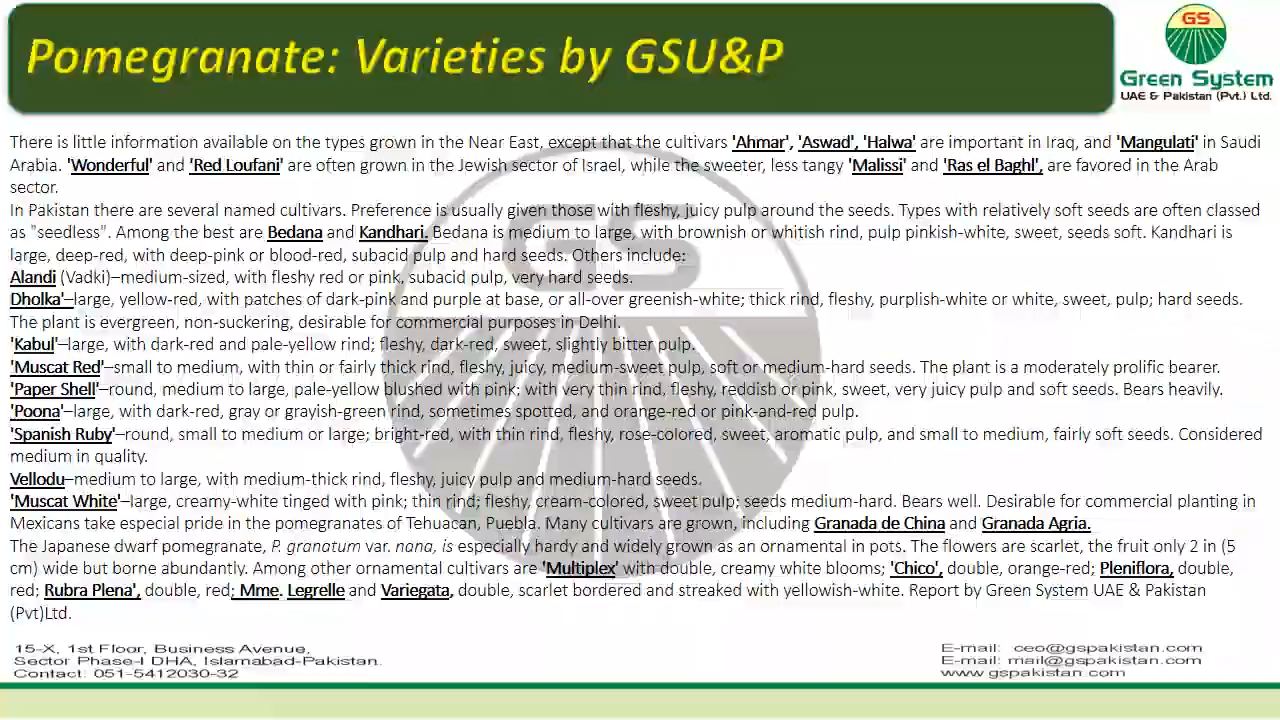 Pomegranate: Varieties by GSU&P
GS
Green System
UAE & Pakistan (Pvt.) Ltd.
There is little information available on the types grown in the Near East, except that the cultivars 'Ahmar', 'Aswad', 'Halwa' are important in Iraq, and 'Mangulati' in Saudi
Arabia. 'Wonderful' and 'Red Loufani' are often grown in the Jewish sector of Israel, while the sweeter, less tangy 'Malissi' and 'Ras el Baghl', are favored in the Arab
sector.
In Pakistan there are several named cultivars. Preference is usually given those with fleshy, juicy pulp around the seeds. Types with relatively soft seeds are often classed
as "seedless". Among the best are Bedana and Kandhari. Bedana is medium to large, with brownish or whitish rind, pulp pinkish-white, sweet, seeds soft. Kandhari is
large, deep-red, with deep-pink or blood-red, subacid pulp and hard seeds. Others include:
Alandi (Vadki)–medium-sized, with fleshy red or pink, subacid pulp, very hard seeds.
Dholka'–large, yellow-red, with patches of dark-pink and purple at base, or all-over greenish-white; thick rind, fleshy, purplish-white or white, sweet, pulp; hard seeds.
The plant is evergreen, non-suckering, desirable for commercial purposes in Delhi.
'Kabul'–large, with dark-red and pale-yellow rind; fleshy, dark-red, sweet, slightly bitter pulp.
'Muscat Red'–small to medium, with thin or fairly thick rind, fleshy, juicy, medium-sweet pulp, soft or medium-hard seeds. The plant is a moderately prolific bearer.
'Paper Shell'–round, medium to large, pale-yellow blushed with pink; with very thin rind, fleshy, reddish or pink, sweet, very juicy pulp and soft seeds. Bears heavily.
'Poona'–large, with dark-red, gray or grayish-green rind, sometimes spotted, and orange-red or pink-and-red pulp.
'Spanish Ruby'–round, small to medium or large; bright-red, with thin rind, fleshy, rose-colored, sweet, aromatic pulp, and small to medium, fairly soft seeds. Considered
medium in quality.
Vellodu–medium to large, with medium-thick rind, fleshy, juicy pulp and medium-hard seeds.
'Muscat White'–large, creamy-white tinged with pink; thin rind; fleshy, cream-colored, sweet pulp; seeds medium-hard. Bears well. Desirable for commercial planting in
Mexicans take especial pride in the pomegranates of Tehuacan, Puebla. Many cultivars are grown, including Granada de China and Granada Agria.
The Japanese dwarf pomegranate, P. granatum var. nana, is especially hardy and widely grown as an ornamental in pots. The flowers are scarlet, the fruit only 2 in (5
cm) wide but borne abundantly. Among other ornamental cultivars are 'Multiplex' with double, creamy white blooms; 'Chico', double, orange-red; Pleniflora, double,
red; Rubra Plena', double, red; Mme. Legrelle and Variegata, double, scarlet bordered and streaked with yellowish-white. Report by Green System UAE & Pakistan
(Pvt)Ltd.
15-X, 1st Floor, Business Avenue,
Sector Phase-I DHA, Islamabad-Pakistan.
Contact: 051-5412030-32
E-mail: ceo@gspakistan.com
E-mail: mail@gspakistan.com
www.gspakistan.com